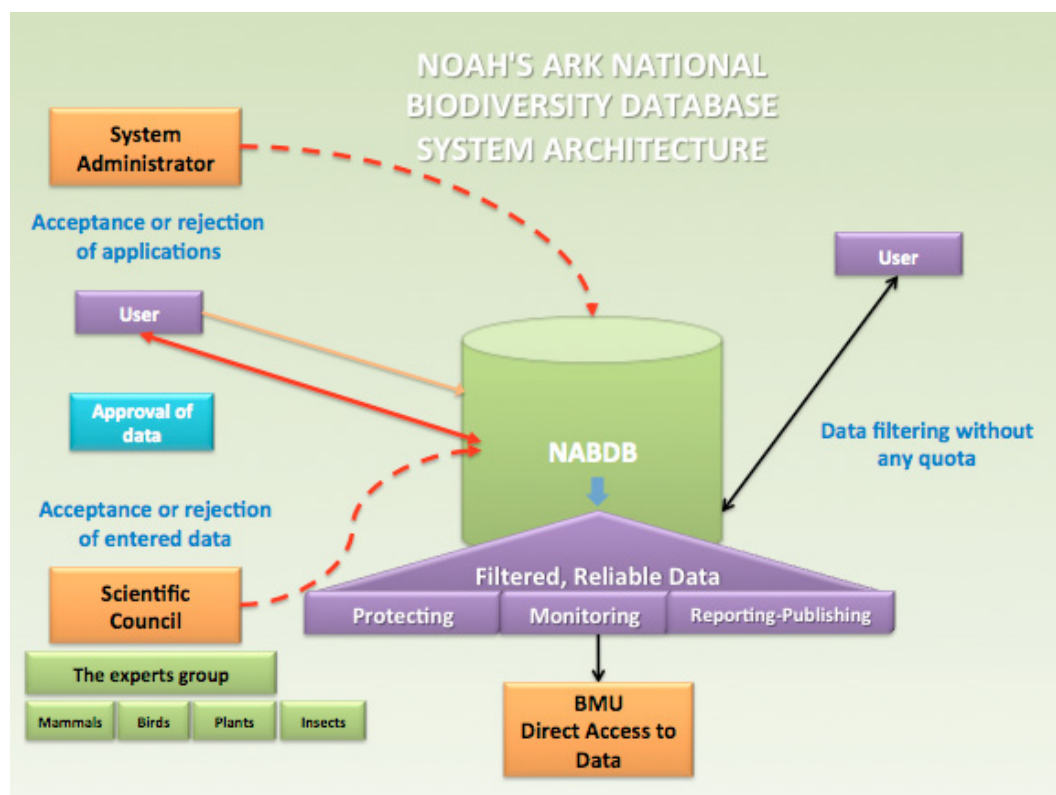 NOAH'S ARK NATIONAL
BIODIVERSITY DATABASE
SYSTEM ARCHITECTURE
System
Administrator
Acceptance or rejection
of applications
User
User
Approval of
data
Data filtering without
any quota
NABDB
Acceptance or rejection
of entered data
Scientific
Council
Filtered, Reliable Data
Protecting
Monitoring
Reporting-Publishing
The experts group
Mammals
Birds
Plants
Insects
BMU
Direct Access to
Data